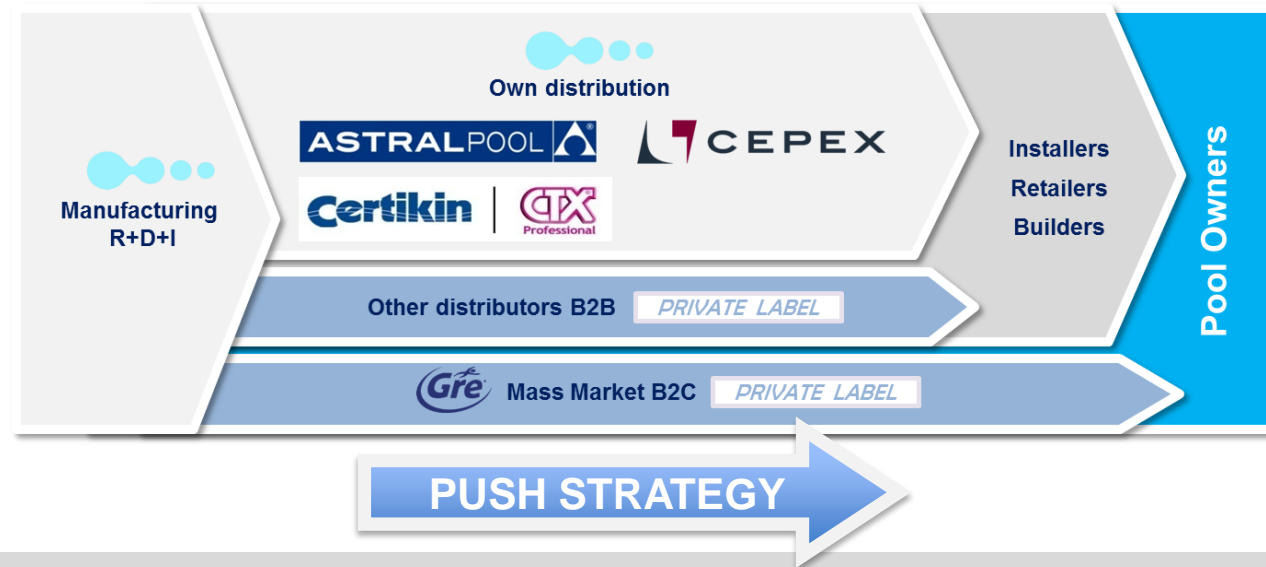 Own distribution
ASTRALPOOL
CEPEX
Certikin
CTX
Professional
Manufacturing
R+D+I
Installers
Retailers
Builders
Pool Owners
Other distributors B2B PRIVATE LABEL
Gre Mass Market B2C PRIVATE LABEL
PUSH STRATEGY